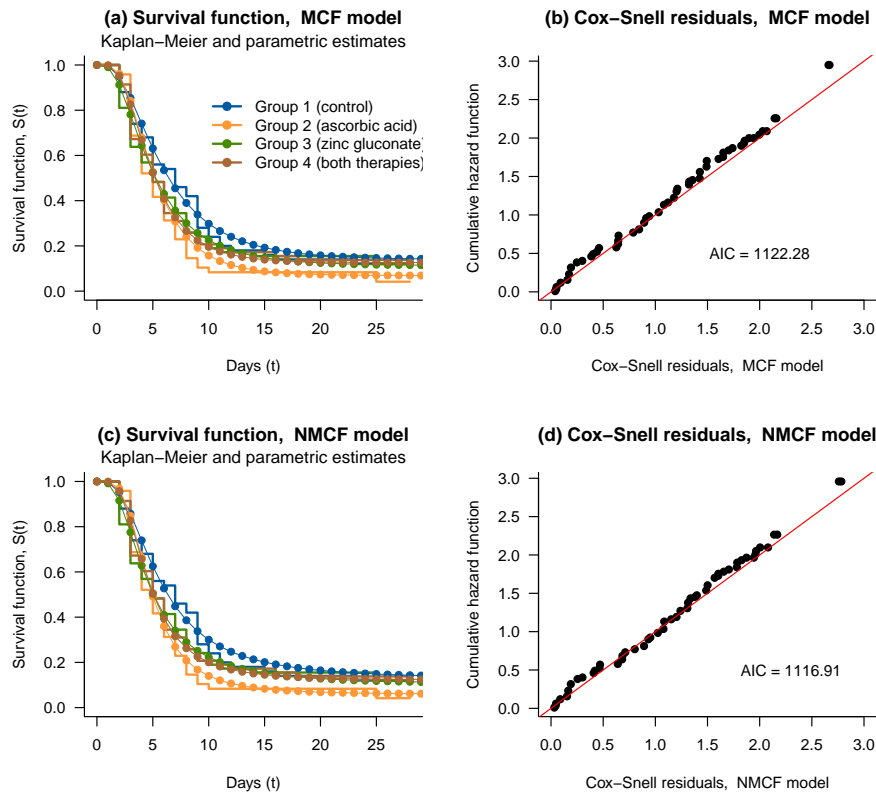 (a) Survival function, MCF model
Kaplan−Meier and parametric estimates
Survival function, S(t)
1.0
0.8
0.6
0.4
0.2
0.0
Group 1 (control)
Group 2 (ascorbic acid)
Group 3 (zinc gluconate)
Group 4 (both therapies)
0 5 10 15 20 25
Days (t)
(b) Cox−Snell residuals, MCF model
Cumulative hazard function
3.0
2.5
2.0
1.5
1.0
0.5
0.0
AIC = 1122.28
0.0 0.5 1.0 1.5 2.0 2.5 3.0
Cox−Snell residuals, MCF model
(c) Survival function, NMCF model
Kaplan−Meier and parametric estimates
Survival function, S(t)
1.0
0.8
0.6
0.4
0.2
0.0
0 5 10 15 20 25
Days (t)
(d) Cox−Snell residuals, NMCF model
Cumulative hazard function
3.0
2.5
2.0
1.5
1.0
0.5
0.0
AIC = 1116.91
0.0 0.5 1.0 1.5 2.0 2.5 3.0
Cox−Snell residuals, NMCF model